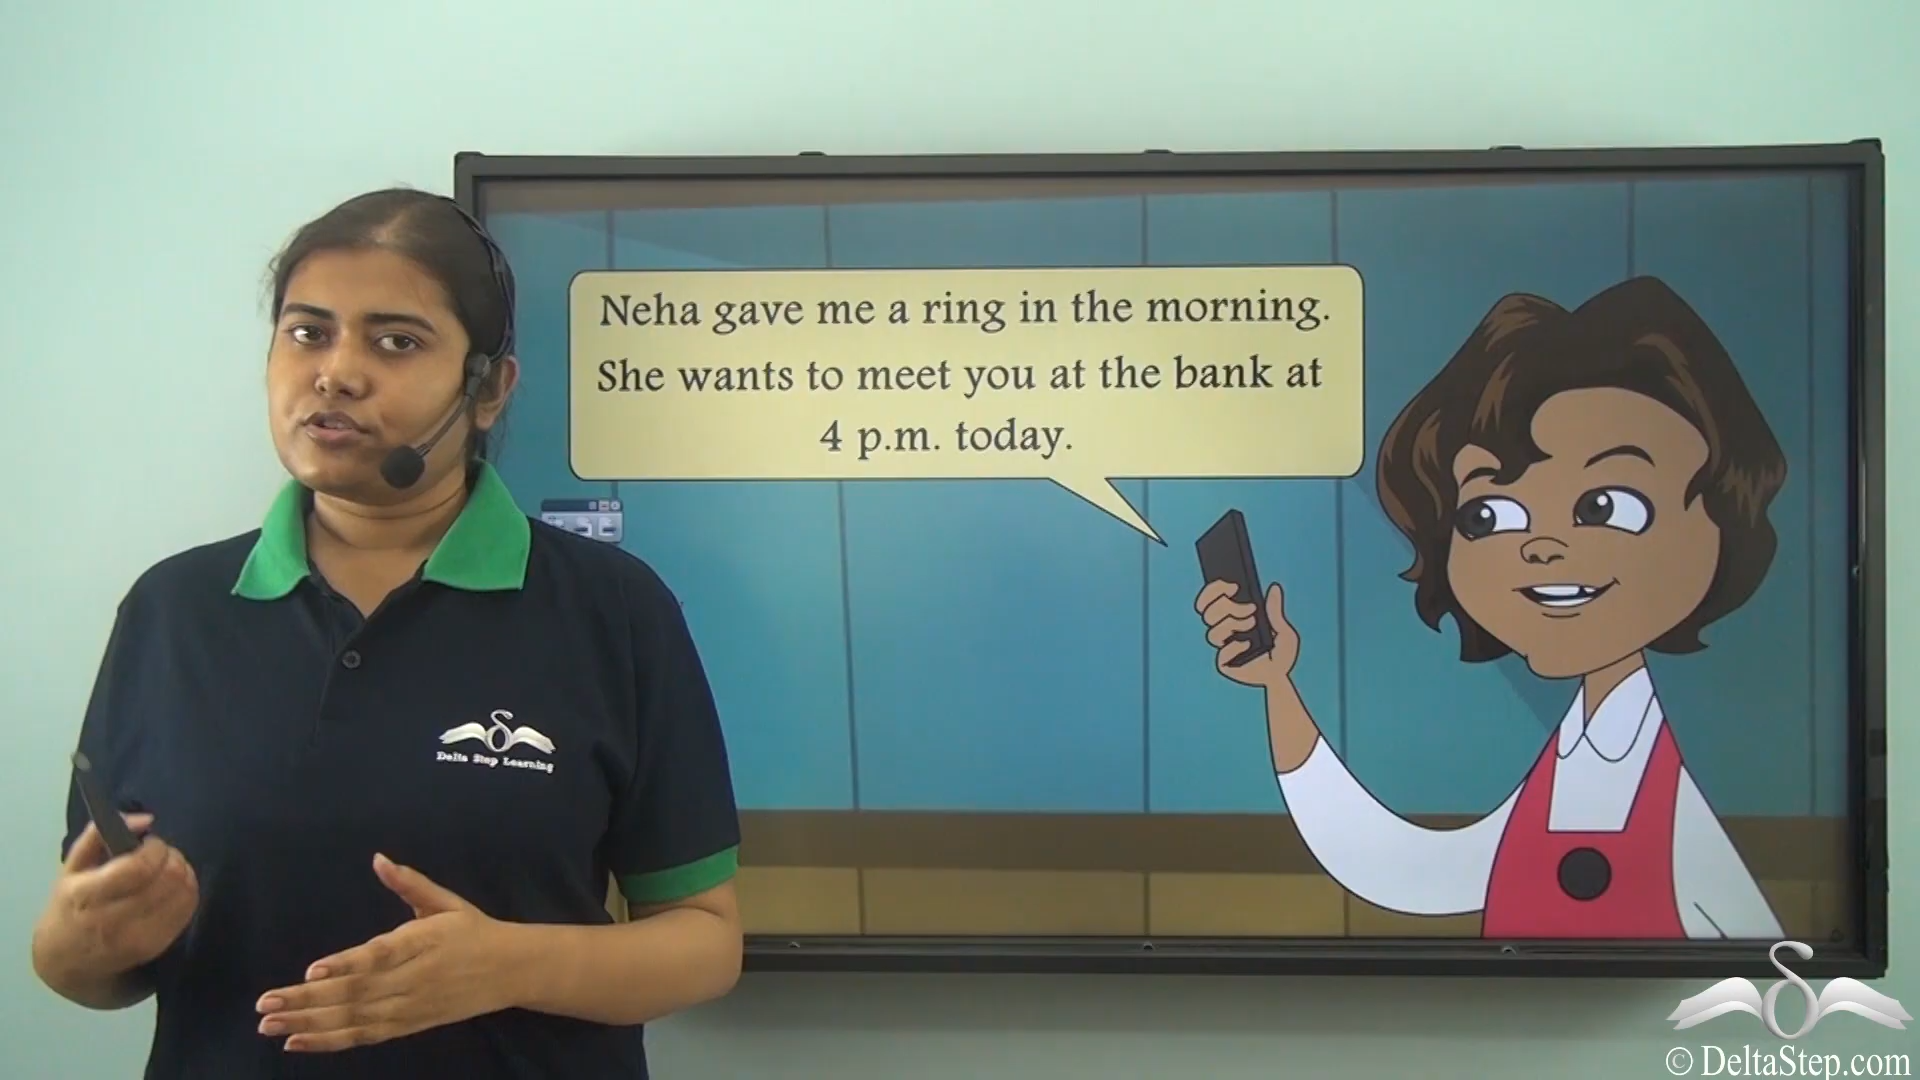 Neha gave me a ring in the morning.
She wants to meet you at the bank at
4 p.m. today.
Delta Step Learning
© DeltaStep.com